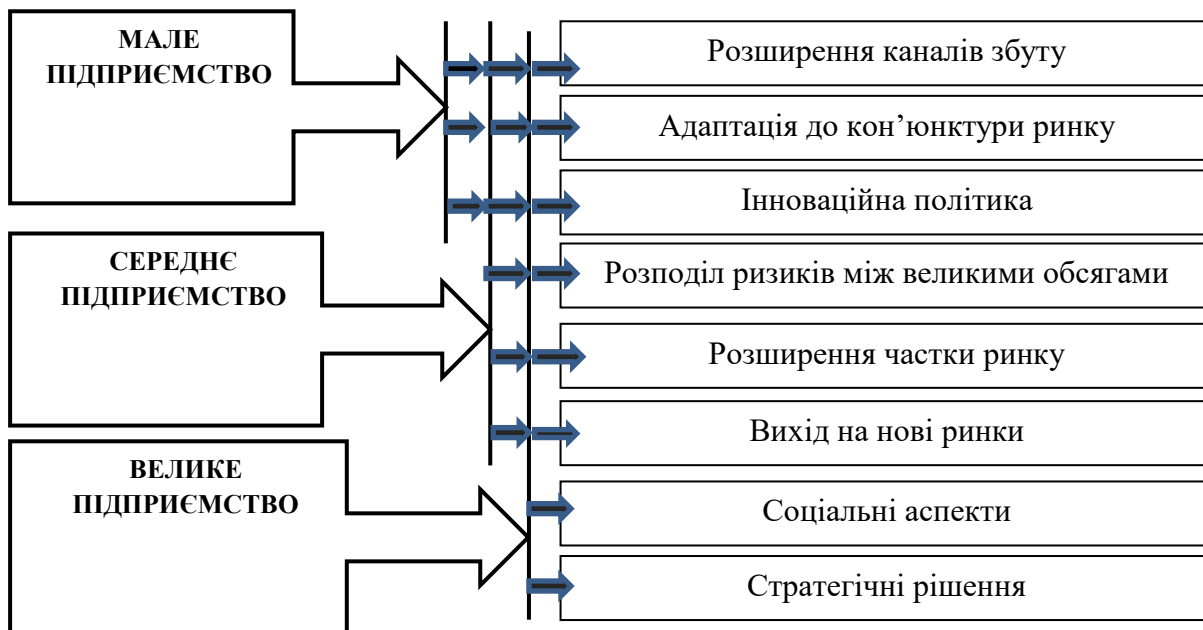 МАЛЕ
ПІДПРИЄМСТВО
Розширення каналів збуту
Адаптація до кон’юнктури ринку
Інноваційна політика
СЕРЕДНЄ
ПІДПРИЄМСТВО
Розподіл ризиків між великими обсягами
Розширення частки ринку
Вихід на нові ринки
ВЕЛИКЕ
ПІДПРИЄМСТВО
Соціальні аспекти
Стратегічні рішення